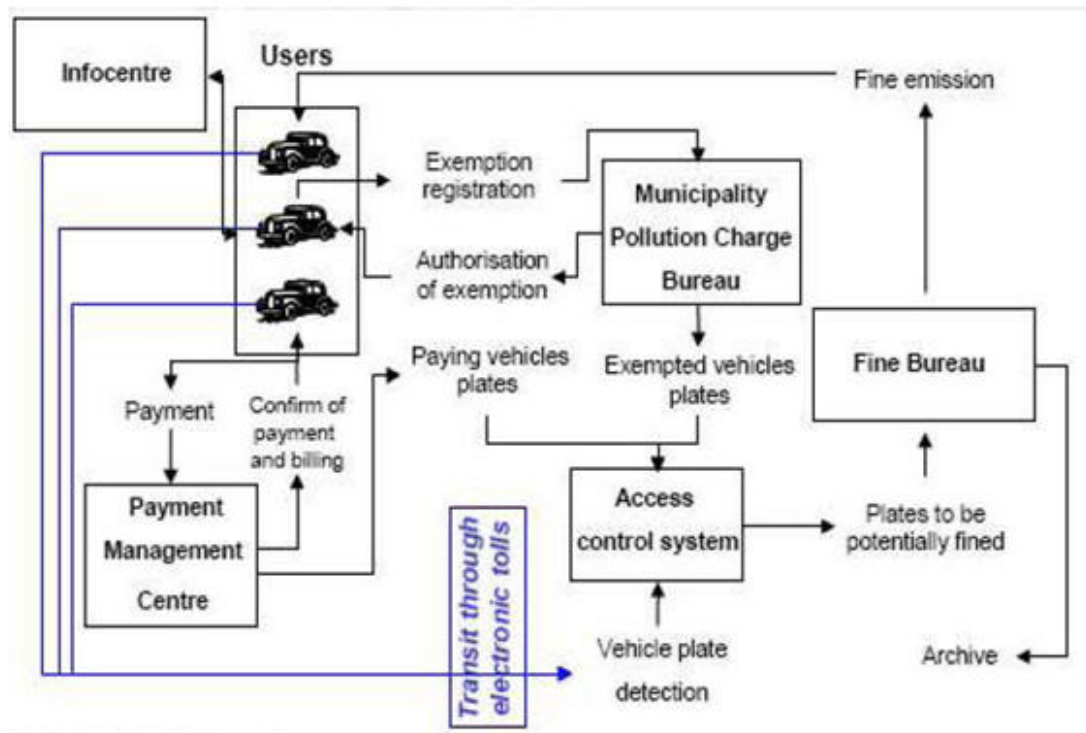 Infocentre
Users
Fine emission
Exemption
registration
Municipality
Pollution Charge
Bureau
Authorisation
of exemption
Paying vehicles
plates
Exempted vehicles
plates
Fine Bureau
Payment
Confirm of
payment
and billing
Payment
Management
Centre
Access
control system
Plates to be
potentially fined
Transit through
electronic tolls
Vehicle plate
detection
Archive